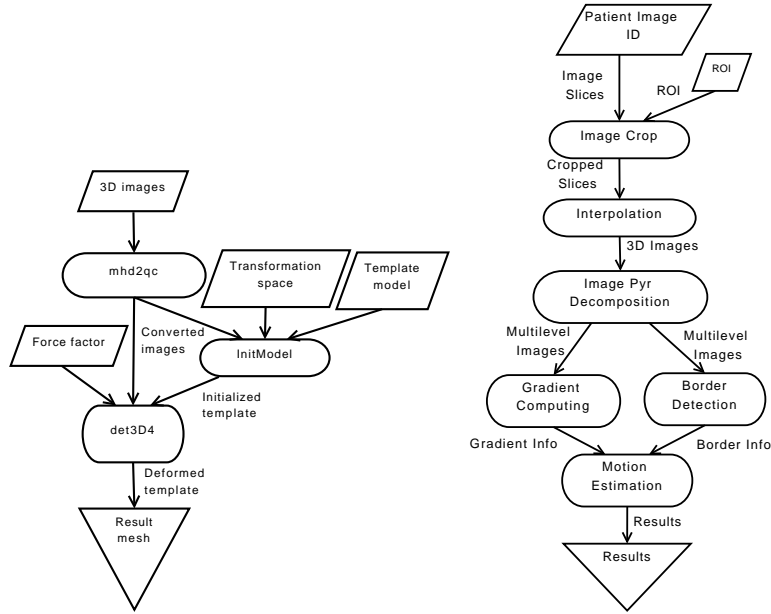 3D images
mhd2qc
Transformation
space
Template
model
Force factor
Converted
images
InitModel
Initialized
template
det3D4
Deformed
template
Result
mesh
Patient Image
ID
ROI
Image
Slices
ROI
Image Crop
Cropped
Slices
Interpolation
3D Images
Image Pyr
Decomposition
Multilevel
Images
Multilevel
Images
Gradient
Computing
Border
Detection
Gradient Info
Border Info
Motion
Estimation
Results
Results